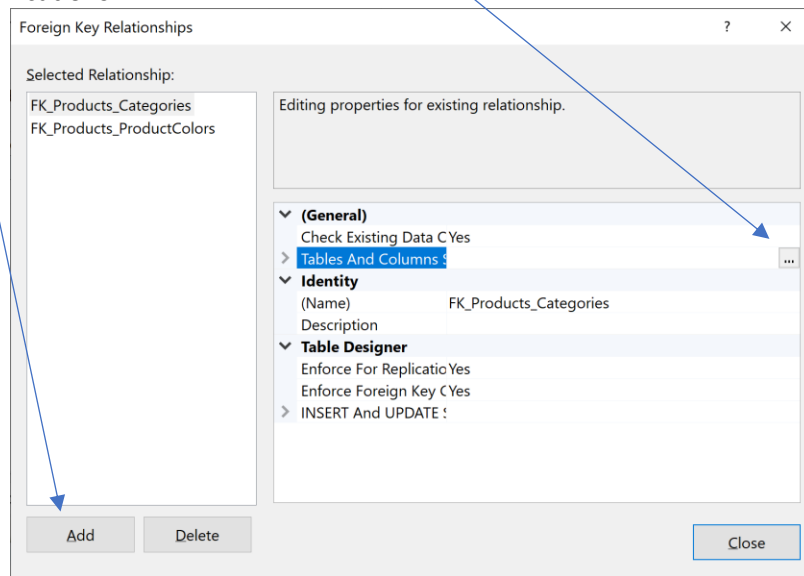 Foreign Key Relationships ? ×
Selected Relationship:
FK_Products_Categories
FK_Products_ProductColors
Editing properties for existing relationship.
(General)
Check Existing Data C Yes
Tables And Columns S ...
Identity
(Name) FK_Products_Categories
Description
Table Designer
Enforce For Replicatio Yes
Enforce Foreign Key C Yes
INSERT And UPDATE S
Add Delete
Close